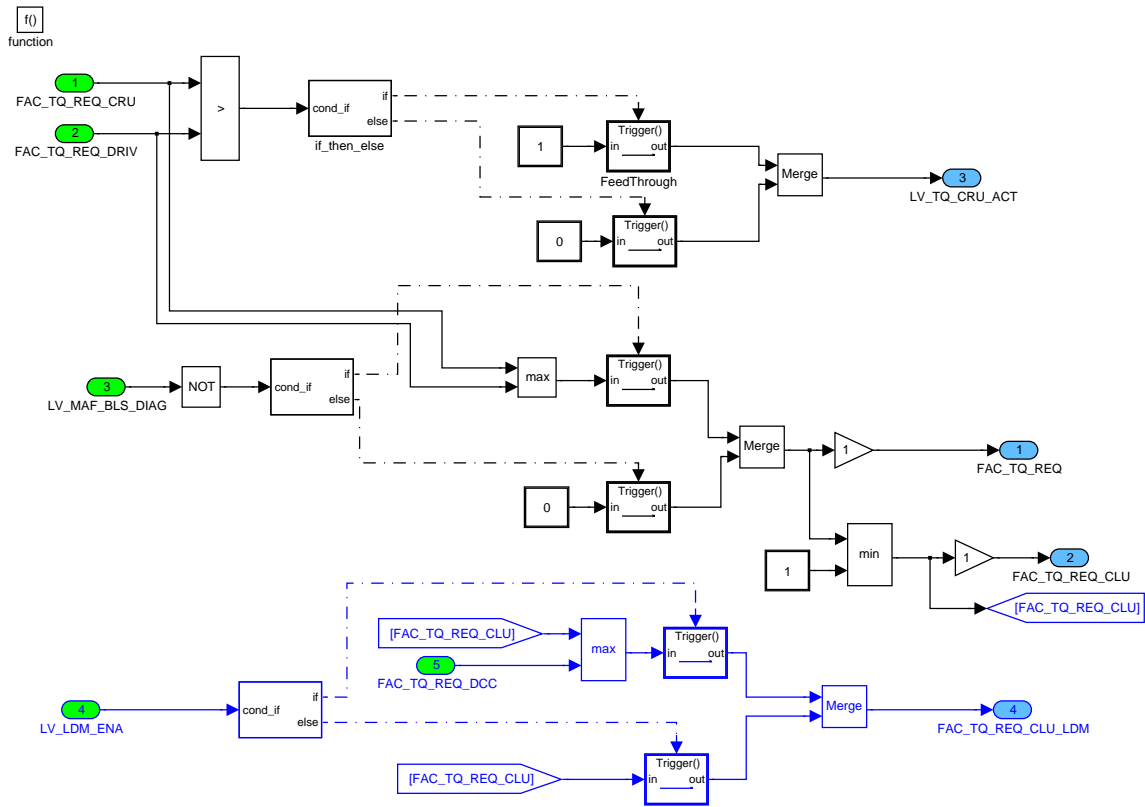 f()
function
1
FAC_TQ_REQ_CRU
2
FAC_TQ_REQ_DRIV
>
cond_if
if
else
if_then_else
1
Trigger()
in
out
FeedThrough
Merge
3
LV_TQ_CRU_ACT
0
Trigger()
in
out
3
LV_MAF_BLS_DIAG
NOT
cond_if
if
else
max
Trigger()
in
out
Merge
1
1
FAC_TQ_REQ
0
Trigger()
in
out
1
min
1
2
FAC_TQ_REQ_CLU
[FAC_TQ_REQ_CLU]
[FAC_TQ_REQ_CLU]
5
FAC_TQ_REQ_DCC
max
Trigger()
in
out
4
LV_LDM_ENA
cond_if
if
else
Merge
4
FAC_TQ_REQ_CLU_LDM
[FAC_TQ_REQ_CLU]
Trigger()
in
out